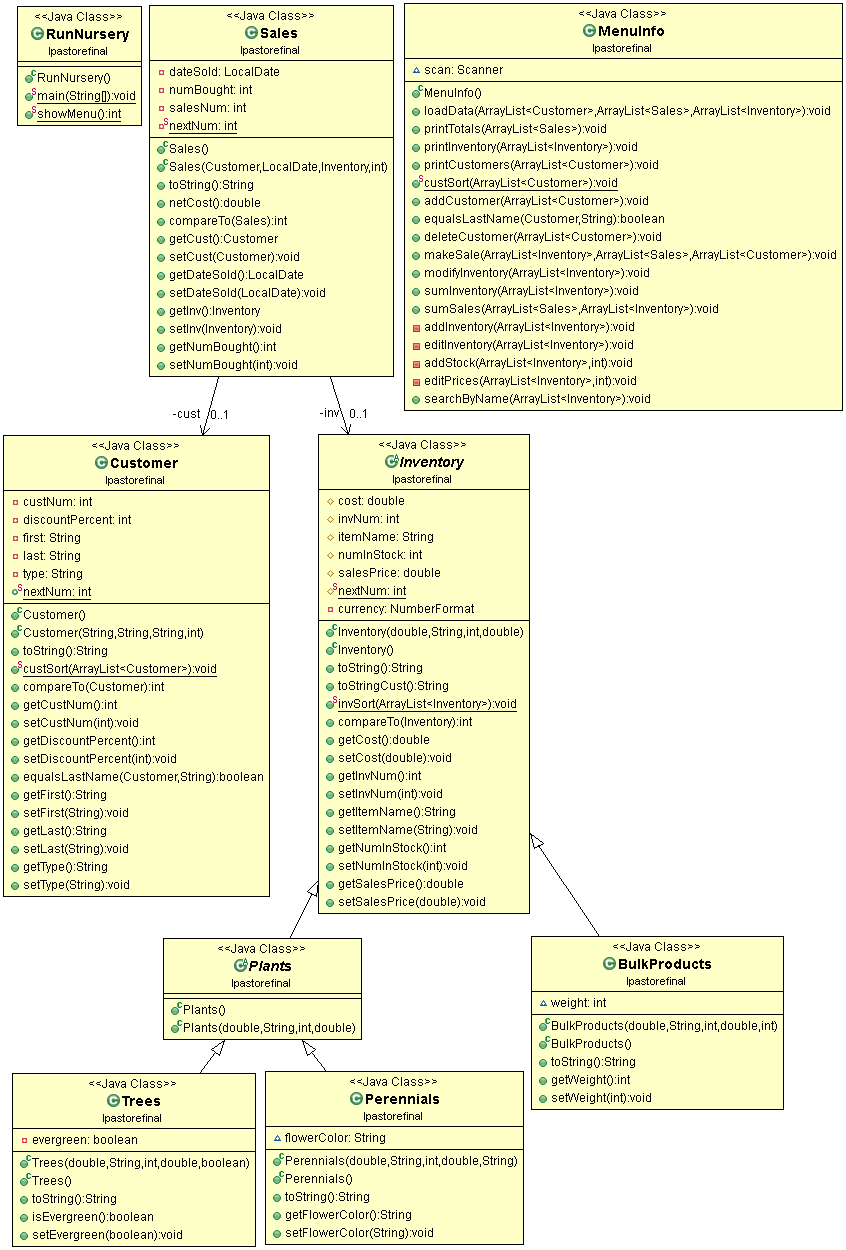 <<Java Class>>
RunNursery
lpastorefinal
RunNursery()
main(String[]):void
showMenu():int
<<Java Class>>
Sales
lpastorefinal
dateSold: LocalDate
numBought: int
salesNum: int
nextNum: int
Sales()
Sales(Customer,LocalDate,Inventory,int)
toString():String
netCost():double
compareTo(Sales):int
getCust():Customer
setCust(Customer):void
getDateSold():LocalDate
setDateSold(LocalDate):void
getInv():Inventory
setInv(Inventory):void
getNumBought():int
setNumBought(int):void
<<Java Class>>
MenuInfo
lpastorefinal
scan: Scanner
MenuInfo()
loadData(ArrayList<Customer>,ArrayList<Sales>,ArrayList<Inventory>):void
printTotals(ArrayList<Sales>):void
printInventory(ArrayList<Inventory>):void
printCustomers(ArrayList<Customer>):void
custSort(ArrayList<Customer>):void
addCustomer(ArrayList<Customer>):void
equalsLastName(Customer,String):boolean
deleteCustomer(ArrayList<Customer>):void
makeSale(ArrayList<Inventory>,ArrayList<Sales>,ArrayList<Customer>):void
modifyInventory(ArrayList<Inventory>):void
sumInventory(ArrayList<Inventory>):void
sumSales(ArrayList<Sales>,ArrayList<Inventory>):void
addInventory(ArrayList<Inventory>):void
editInventory(ArrayList<Inventory>):void
addStock(ArrayList<Inventory>,int):void
editPrices(ArrayList<Inventory>,int):void
searchByName(ArrayList<Inventory>):void
-cust 0..1
-inv 0..1
<<Java Class>>
Customer
lpastorefinal
custNum: int
discountPercent: int
first: String
last: String
type: String
nextNum: int
Customer()
Customer(String,String,String,int)
toString():String
custSort(ArrayList<Customer>):void
compareTo(Customer):int
getCustNum():int
setCustNum(int):void
getDiscountPercent():int
setDiscountPercent(int):void
equalsLastName(Customer,String):boolean
getFirst():String
setFirst(String):void
getLast():String
setLast(String):void
getType():String
setType(String):void
<<Java Class>>
Inventory
lpastorefinal
cost: double
invNum: int
itemName: String
numInStock: int
salesPrice: double
nextNum: int
currency: NumberFormat
Inventory(double,String,int,double)
Inventory()
toString():String
toStringCust():String
invSort(ArrayList<Inventory>):void
compareTo(Inventory):int
getCost():double
setCost(double):void
getInvNum():int
setInvNum(int):void
getItemName():String
setItemName(String):void
getNumInStock():int
setNumInStock(int):void
getSalesPrice():double
setSalesPrice(double):void
<<Java Class>>
Plants
lpastorefinal
Plants()
Plants(double,String,int,double)
<<Java Class>>
BulkProducts
lpastorefinal
weight: int
BulkProducts(double,String,int,double,int)
BulkProducts()
toString():String
getWeight():int
setWeight(int):void
<<Java Class>>
Trees
lpastorefinal
evergreen: boolean
Trees(double,String,int,double,boolean)
Trees()
toString():String
isEvergreen():boolean
setEvergreen(boolean):void
<<Java Class>>
Perennials
lpastorefinal
flowerColor: String
Perennials(double,String,int,double,String)
Perennials()
toString():String
getFlowerColor():String
setFlowerColor(String):void